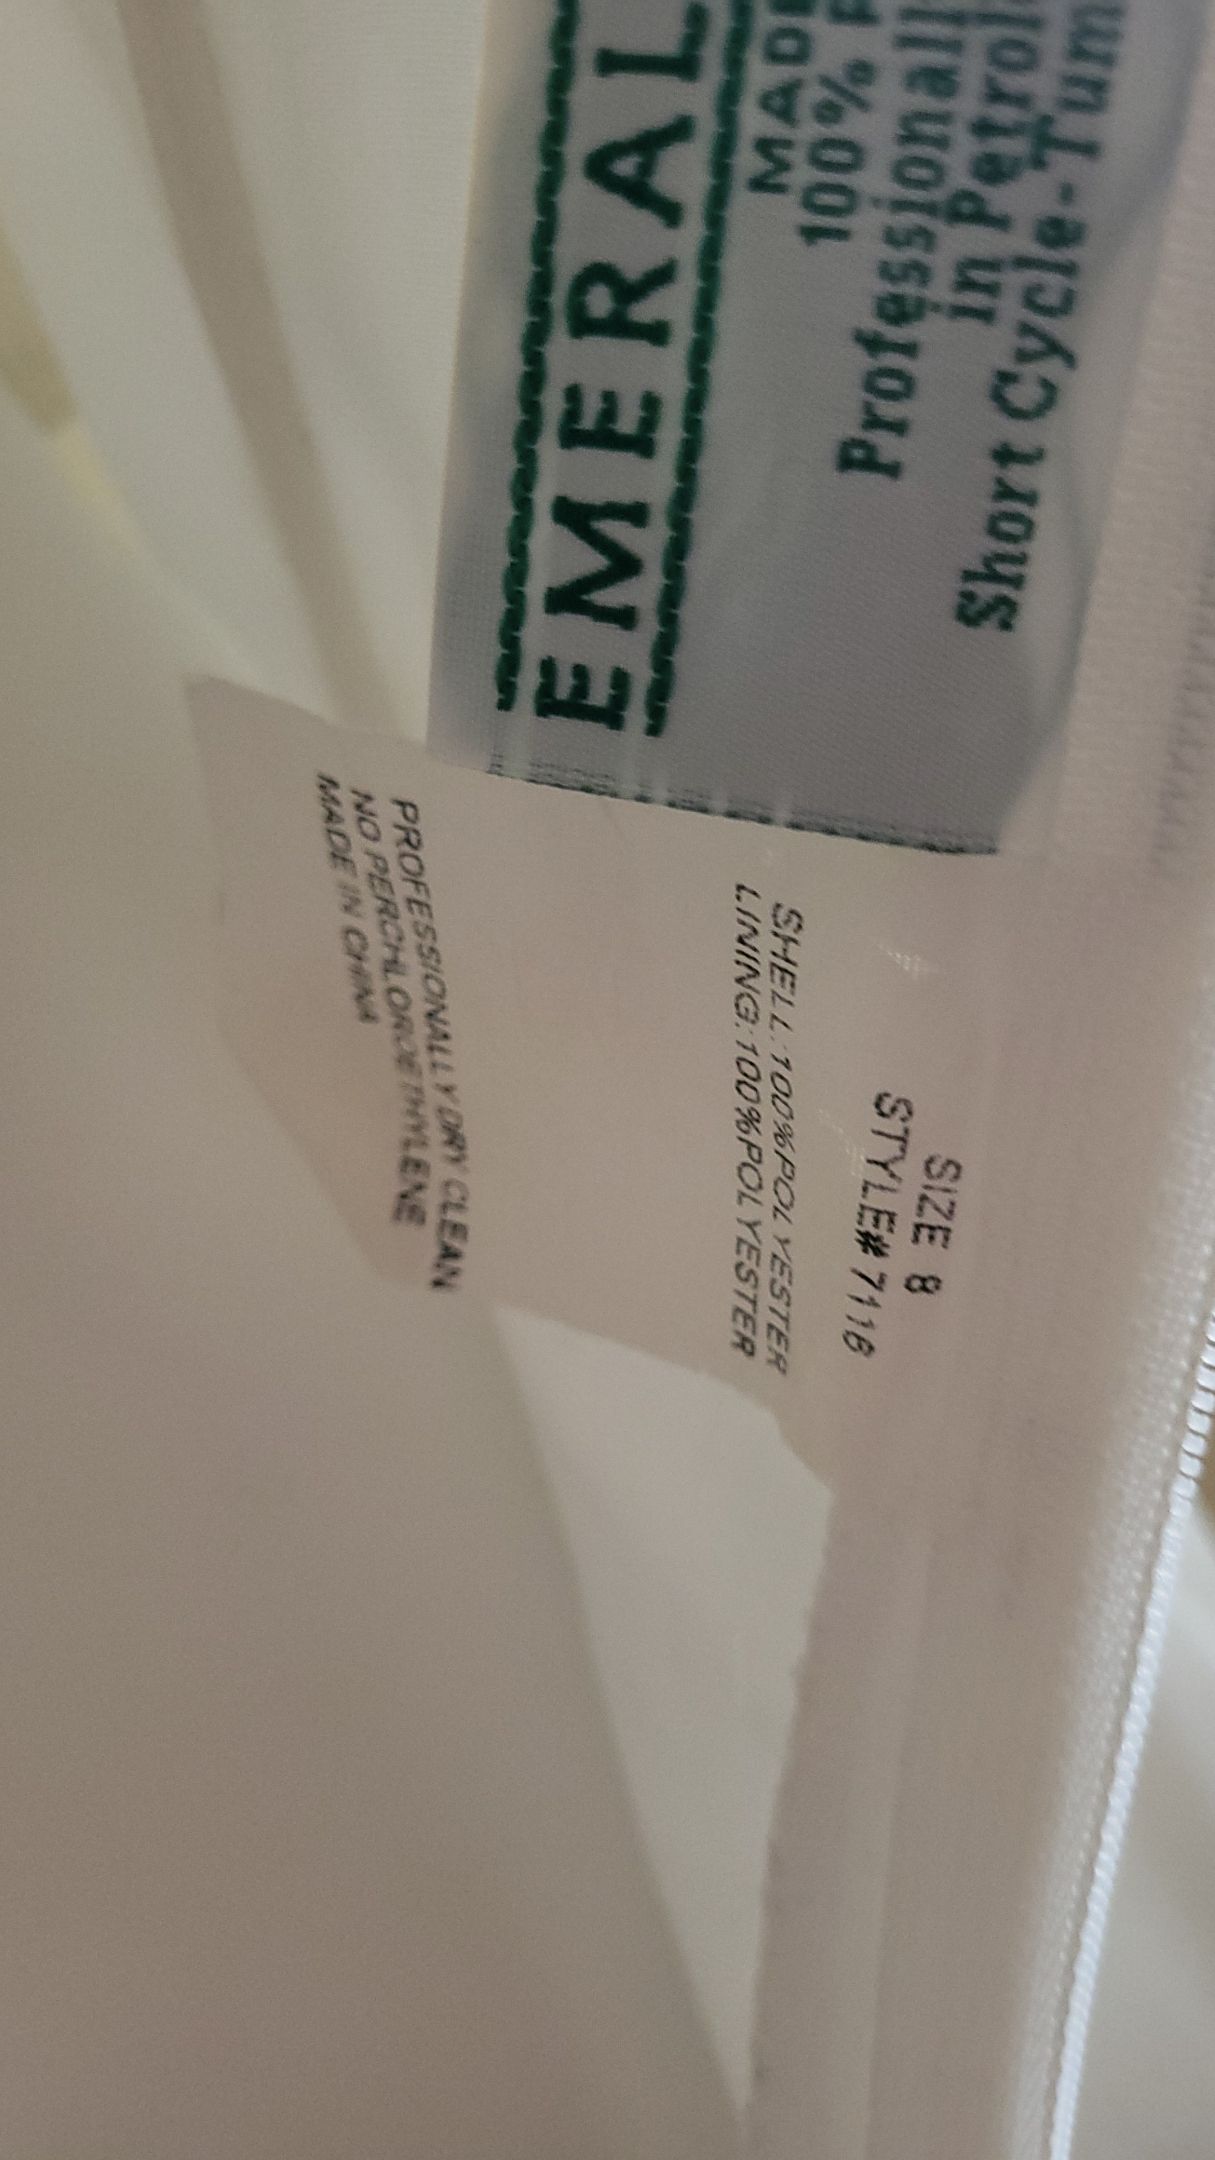 EMERAL
MADE
100% P
Professionall
in Petrol
Short Cycle-Tum
SIZE 8
STYLE# 7118
SHELL:100%POLYESTER
LINING:100%POLYESTER
PROFESSIONALLY DRY CLEAN
NO PERCHLOROETHYLENE
MADE IN CHINA